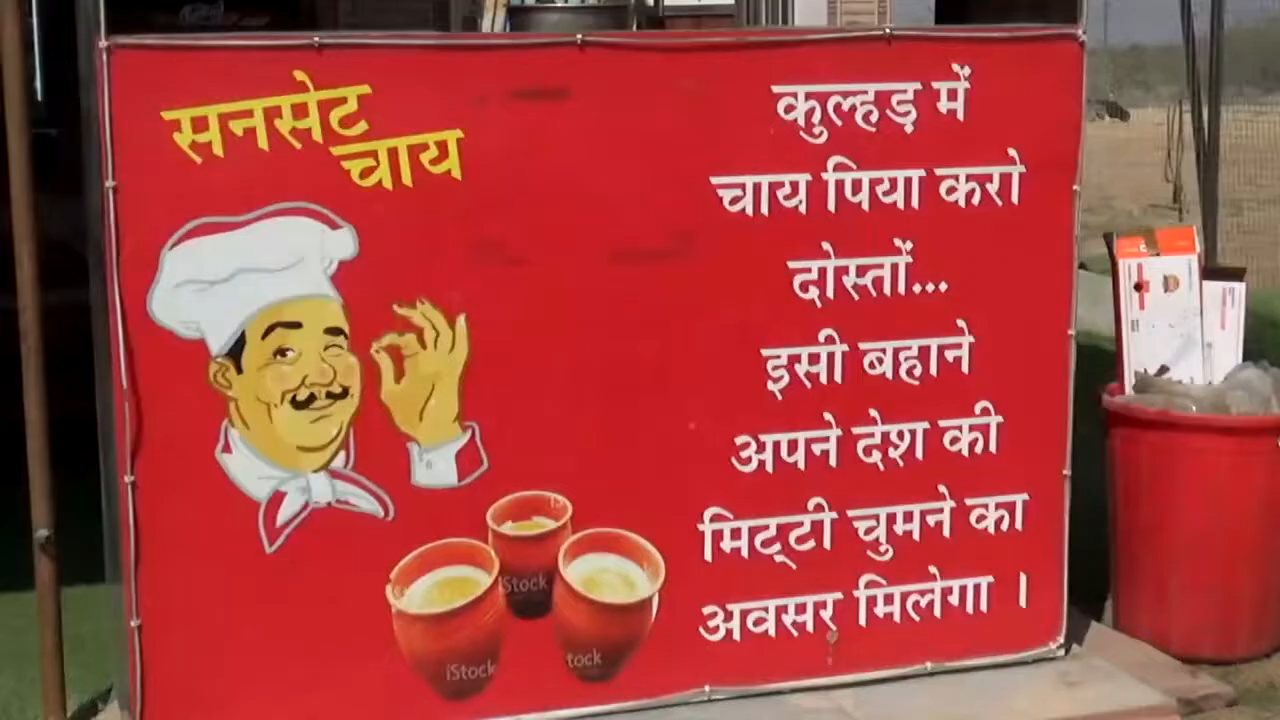 सनसेट
चाय
कुल्हड़ में
चाय पिया करो
दोस्तों...
इसी बहाने
अपने देश की
मिट्टी चुमने का
अवसर मिलेगा ।
iStock
iStock
tock